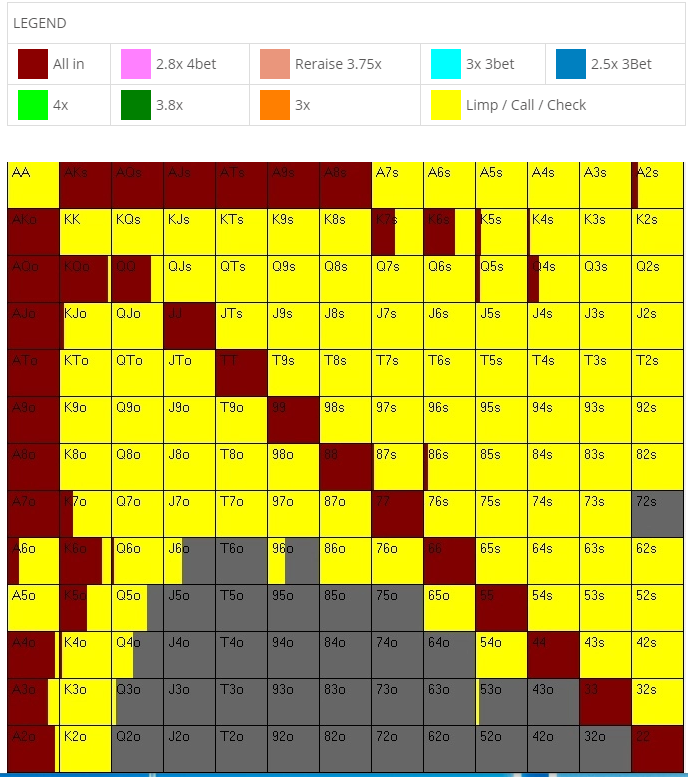 LEGEND
All in 2.8x 4bet Reraise 3.75x 3x 3bet 2.5x 3Bet
4x 3.8x 3x Limp / Call / Check
AA AKs AQs AJs ATs A9s A8s A7s A6s A5s A4s A3s A2s
AKo KK KQs KJs KTs K9s K8s K7s K6s K5s K4s K3s K2s
AQo KQo QQ QJs QTs Q9s Q8s Q7s Q6s Q5s Q4s Q3s Q2s
AJo KJo QJo JJ JTs J9s J8s J7s J6s J5s J4s J3s J2s
ATo KTo QTo JTo TT T9s T8s T7s T6s T5s T4s T3s T2s
A9o K9o Q9o J9o T9o 99 98s 97s 96s 95s 94s 93s 92s
A8o K8o Q8o J8o T8o 98o 88 87s 86s 85s 84s 83s 82s
A7o K7o Q7o J7o T7o 97o 87o 77 76s 75s 74s 73s 72s
A6o K6o Q6o J6o T6o 96o 86o 76o 66 65s 64s 63s 62s
A5o K5o Q5o J5o T5o 95o 85o 75o 65o 55 54s 53s 52s
A4o K4o Q4o J4o T4o 94o 84o 74o 64o 54o 44 43s 42s
A3o K3o Q3o J3o T3o 93o 83o 73o 63o 53o 43o 33 32s
A2o K2o Q2o J2o T2o 92o 82o 72o 62o 52o 42o 32o 22